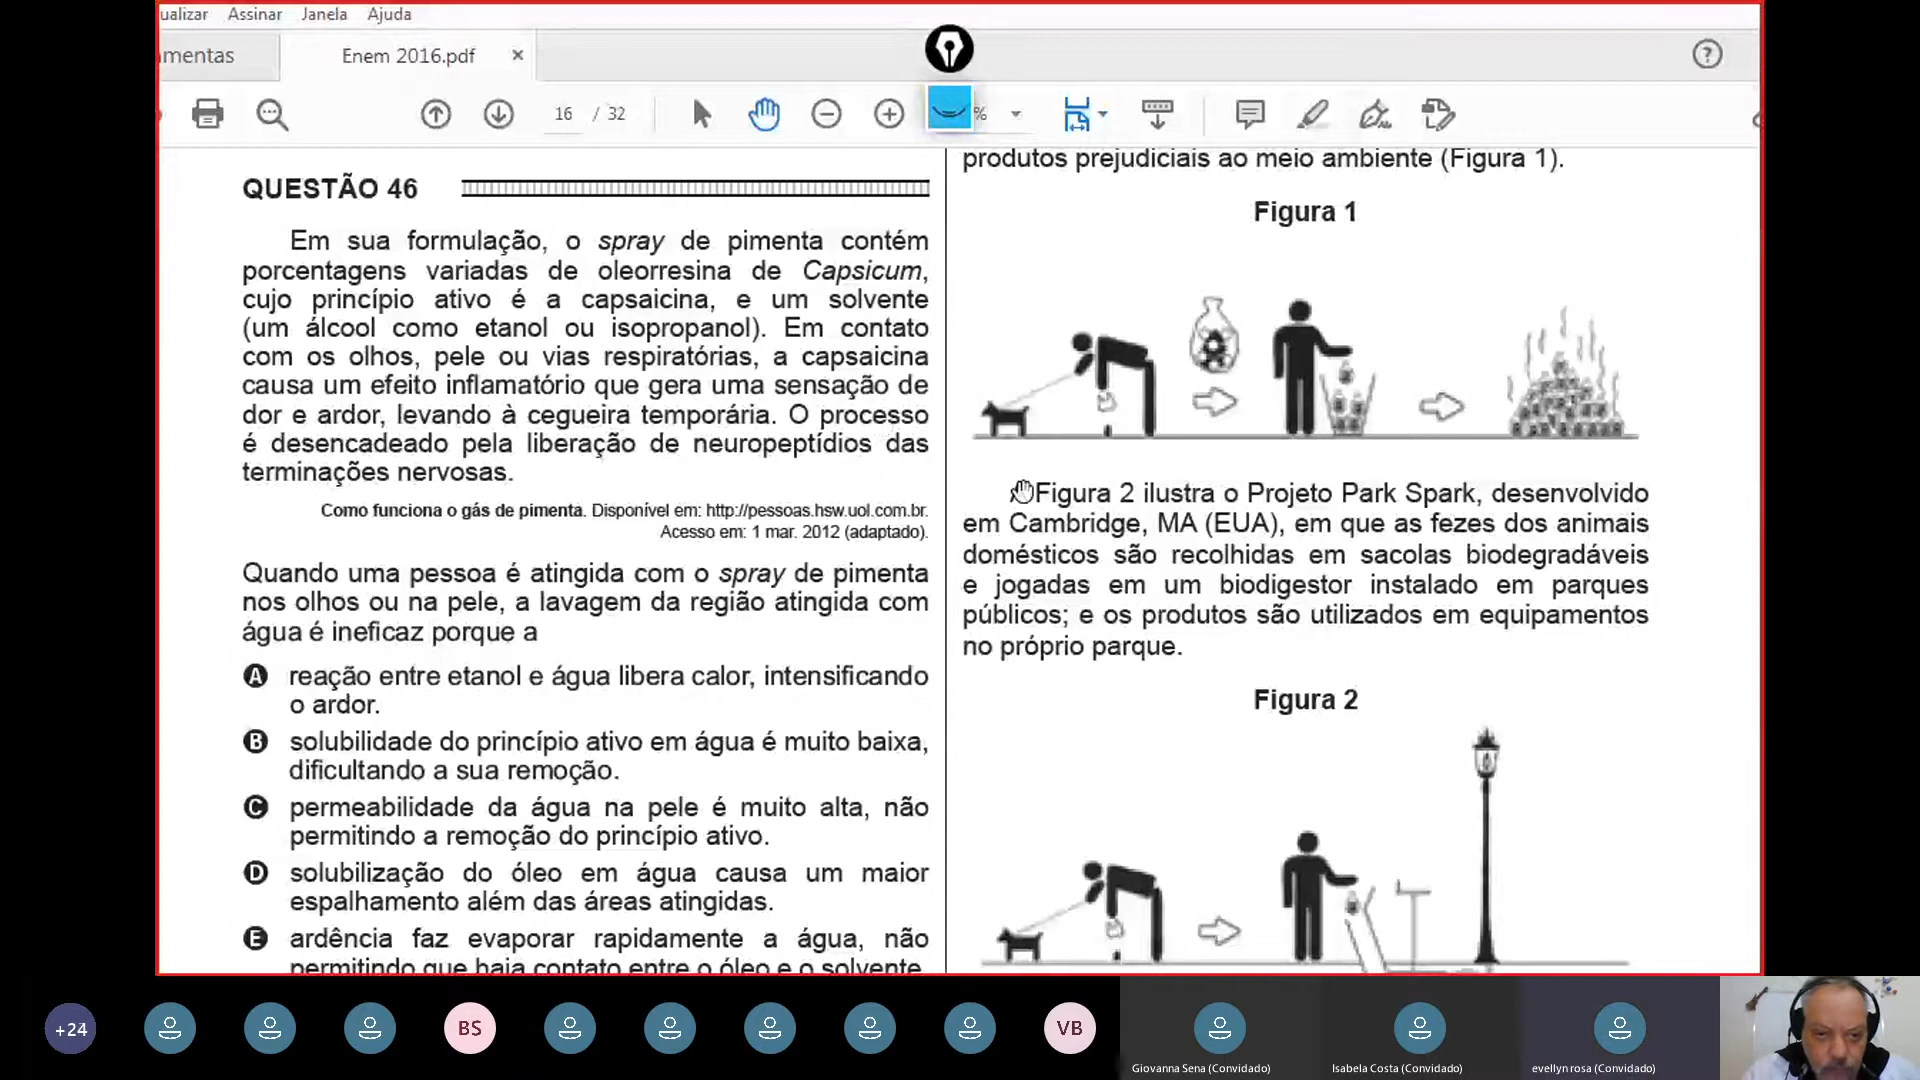 ualizar Assinar Janela Ajuda
mentas
Enem 2016.pdf
16 / 32
%
QUESTÃO 46
Em sua formulação, o spray de pimenta contém
porcentagens variadas de oleorresina de Capsicum,
cujo princípio ativo é a capsaicina, e um solvente
(um álcool como etanol ou isopropanol). Em contato
com os olhos, pele ou vias respiratórias, a capsaicina
causa um efeito inflamatório que gera uma sensação de
dor e ardor, levando à cegueira temporária. O processo
é desencadeado pela liberação de neuropeptídios das
terminações nervosas.
Como funciona o gás de pimenta. Disponível em: http://pessoas.hsw.uol.com.br.
Acesso em: 1 mar. 2012 (adaptado).
Quando uma pessoa é atingida com o spray de pimenta
nos olhos ou na pele, a lavagem da região atingida com
água é ineficaz porque a
A reação entre etanol e água libera calor, intensificando
o ardor.
B solubilidade do princípio ativo em água é muito baixa,
dificultando a sua remoção.
C permeabilidade da água na pele é muito alta, não
permitindo a remoção do princípio ativo.
D solubilização do óleo em água causa um maior
espalhamento além das áreas atingidas.
E ardência faz evaporar rapidamente a água, não
permitindo que haja contato entre o óleo e o solvente.
produtos prejudiciais ao meio ambiente (Figura 1).
Figura 1
Figura 2 ilustra o Projeto Park Spark, desenvolvido
em Cambridge, MA (EUA), em que as fezes dos animais
domésticos são recolhidas em sacolas biodegradáveis
e jogadas em um biodigestor instalado em parques
públicos; e os produtos são utilizados em equipamentos
no próprio parque.
Figura 2
+24
BS
VB
Giovanna Sena (Convidado)
Isabela Costa (Convidado)
evellyn rosa (Convidado)